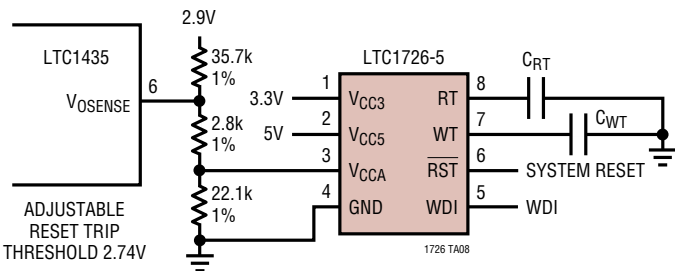 2.9V
LTC1435
35.7k
1%
6
VOSENSE
2.8k
1%
22.1k
1%
ADJUSTABLE
RESET TRIP
THRESHOLD 2.74V
LTC1726-5
3.3V
1
VCC3
5V
2
VCC5
3
VCCA
4
GND
RT
8
CRT
WT
7
CWT
RST
6
SYSTEM RESET
WDI
5
WDI
1726 TA08